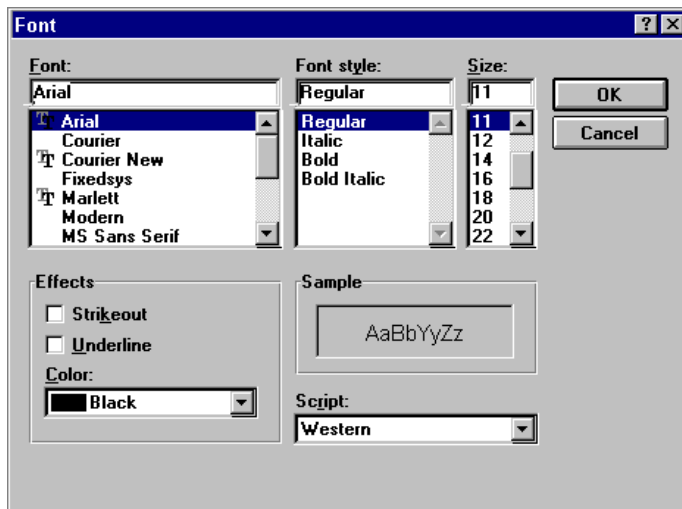 Font
Font: Font style: Size:
Arial Regular 11
OK
Arial Regular 11
Courier Italic 12
Cancel
Courier New Bold 14
Fixedsys Bold Italic 16
Marlett 18
Modern 20
MS Sans Serif 22
Effects Sample
Strikeout
AaBbYyZz
Underline
Color:
Black
Script:
Western